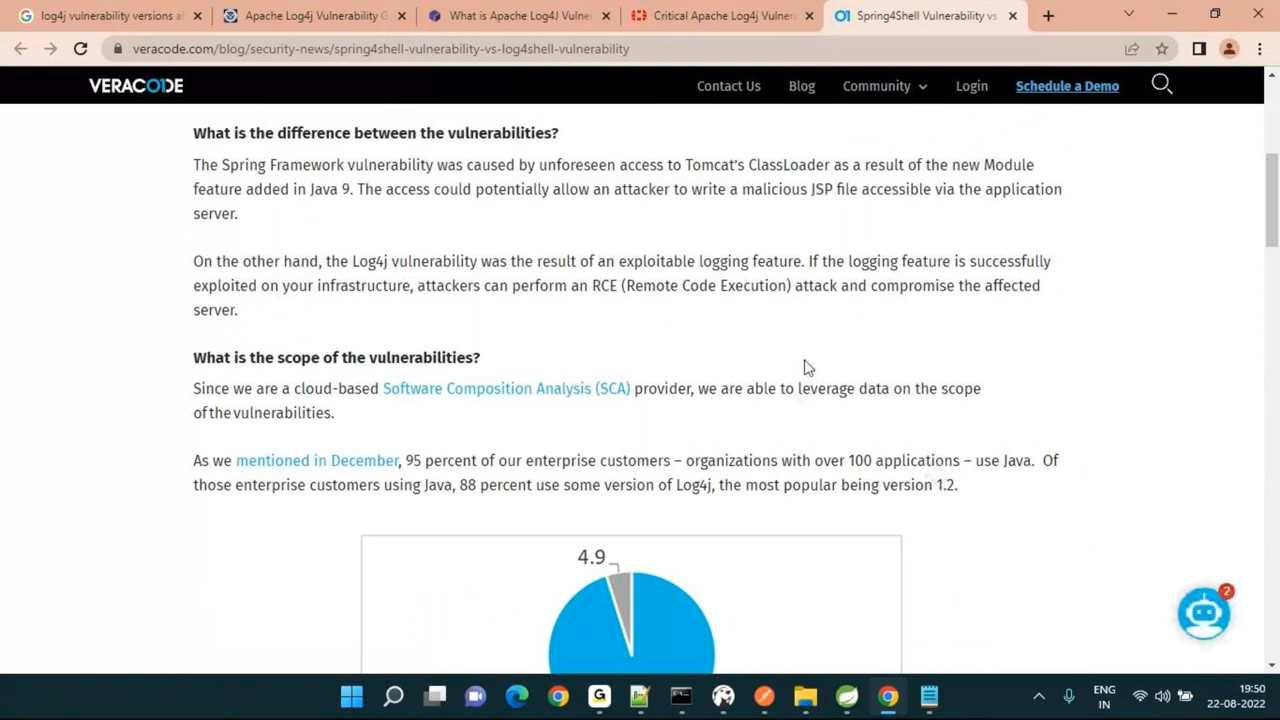 log4j vulnerability versions af
Apache Log4j Vulnerability G
What is Apache Log4J Vulne
Critical Apache Log4j Vulner
Spring4Shell Vulnerability vs
veracode.com/blog/security-news/spring4shell-vulnerability-vs-log4shell-vulnerability
VERACODE
Contact Us
Blog
Community
Login
Schedule a Demo
What is the difference between the vulnerabilities?
The Spring Framework vulnerability was caused by unforeseen access to Tomcat's ClassLoader as a result of the new Module
feature added in Java 9. The access could potentially allow an attacker to write a malicious JSP file accessible via the application
server.
On the other hand, the Log4j vulnerability was the result of an exploitable logging feature. If the logging feature is successfully
exploited on your infrastructure, attackers can perform an RCE (Remote Code Execution) attack and compromise the affected
server.
What is the scope of the vulnerabilities?
Since we are a cloud-based Software Composition Analysis (SCA) provider, we are able to leverage data on the scope
of the vulnerabilities.
As we mentioned in December, 95 percent of our enterprise customers – organizations with over 100 applications – use Java. Of
those enterprise customers using Java, 88 percent use some version of Log4j, the most popular being version 1.2.
4.9
2
ENG
IN
19:50
22-08-2022